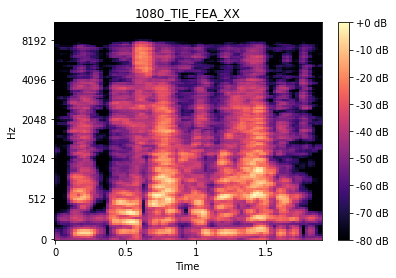 1080_TIE_FEA_XX
+0 dB
8192
-10 dB
4096
-20 dB
-30 dB
2048
Hz
-40 dB
1024
-50 dB
512
-60 dB
-70 dB
0
-80 dB
0
0.5
1
1.5
Time